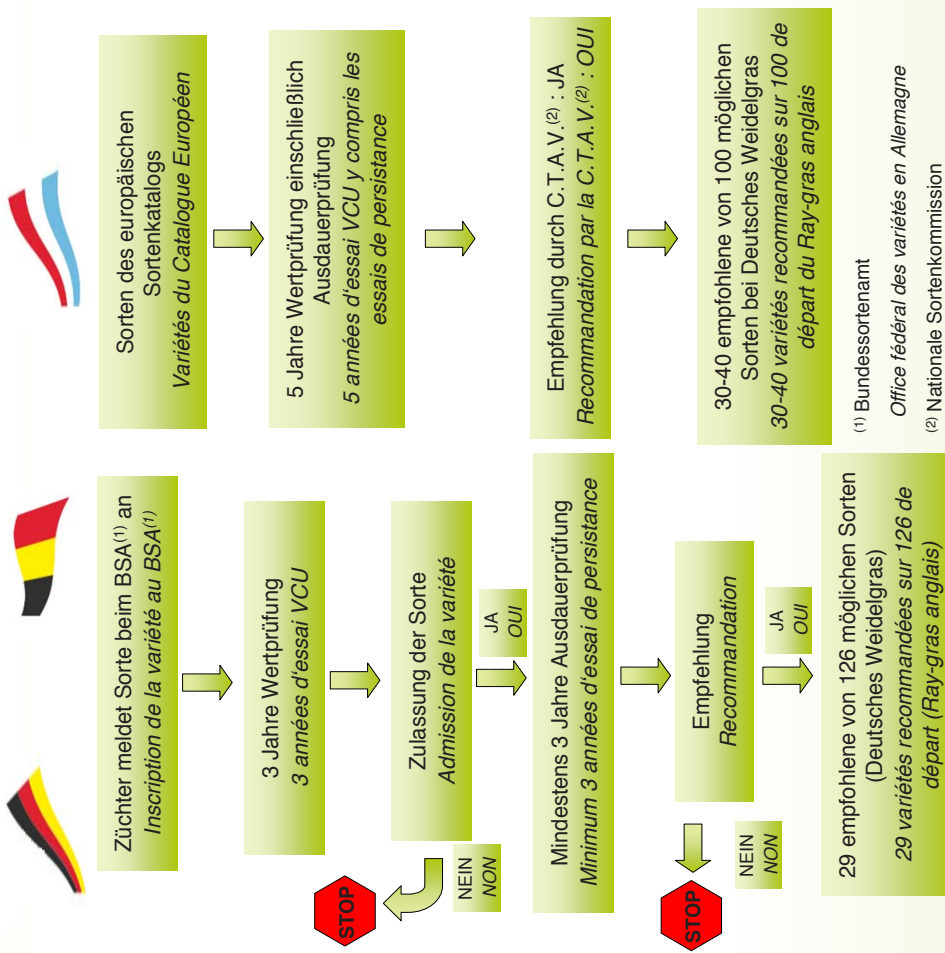 Züchter meldet Sorte beim BSA(1) an
Inscription de la variété au BSA(1)
3 Jahre Wertprüfung
3 années d'essai VCU
Zulassung der Sorte
Admission de la variété
STOP
NEIN
NON
JA
OUI
Mindestens 3 Jahre Ausdauerprüfung
Minimum 3 années d'essai de persistance
Empfehlung
Recommandation
STOP
NEIN
NON
JA
OUI
29 empfohlene von 126 möglichen Sorten
(Deutsches Weidelgras)
29 variétés recommandées sur 126 de
départ (Ray-gras anglais)
Sorten des europäischen
Sortenkatalogs
Variétés du Catalogue Européen
5 Jahre Wertprüfung einschließlich
Ausdauerprüfung
5 années d'essai VCU y compris les
essais de persistance
Empfehlung durch C.T.A.V.(2) : JA
Recommandation par la C.T.A.V.(2) : OUI
30-40 empfohlene von 100 möglichen
Sorten bei Deutsches Weidelgras
30-40 variétés recommandées sur 100 de
départ du Ray-gras anglais
(1) Bundessortenamt
Office fédéral des variétés en Allemagne
(2) Nationale Sortenkommission